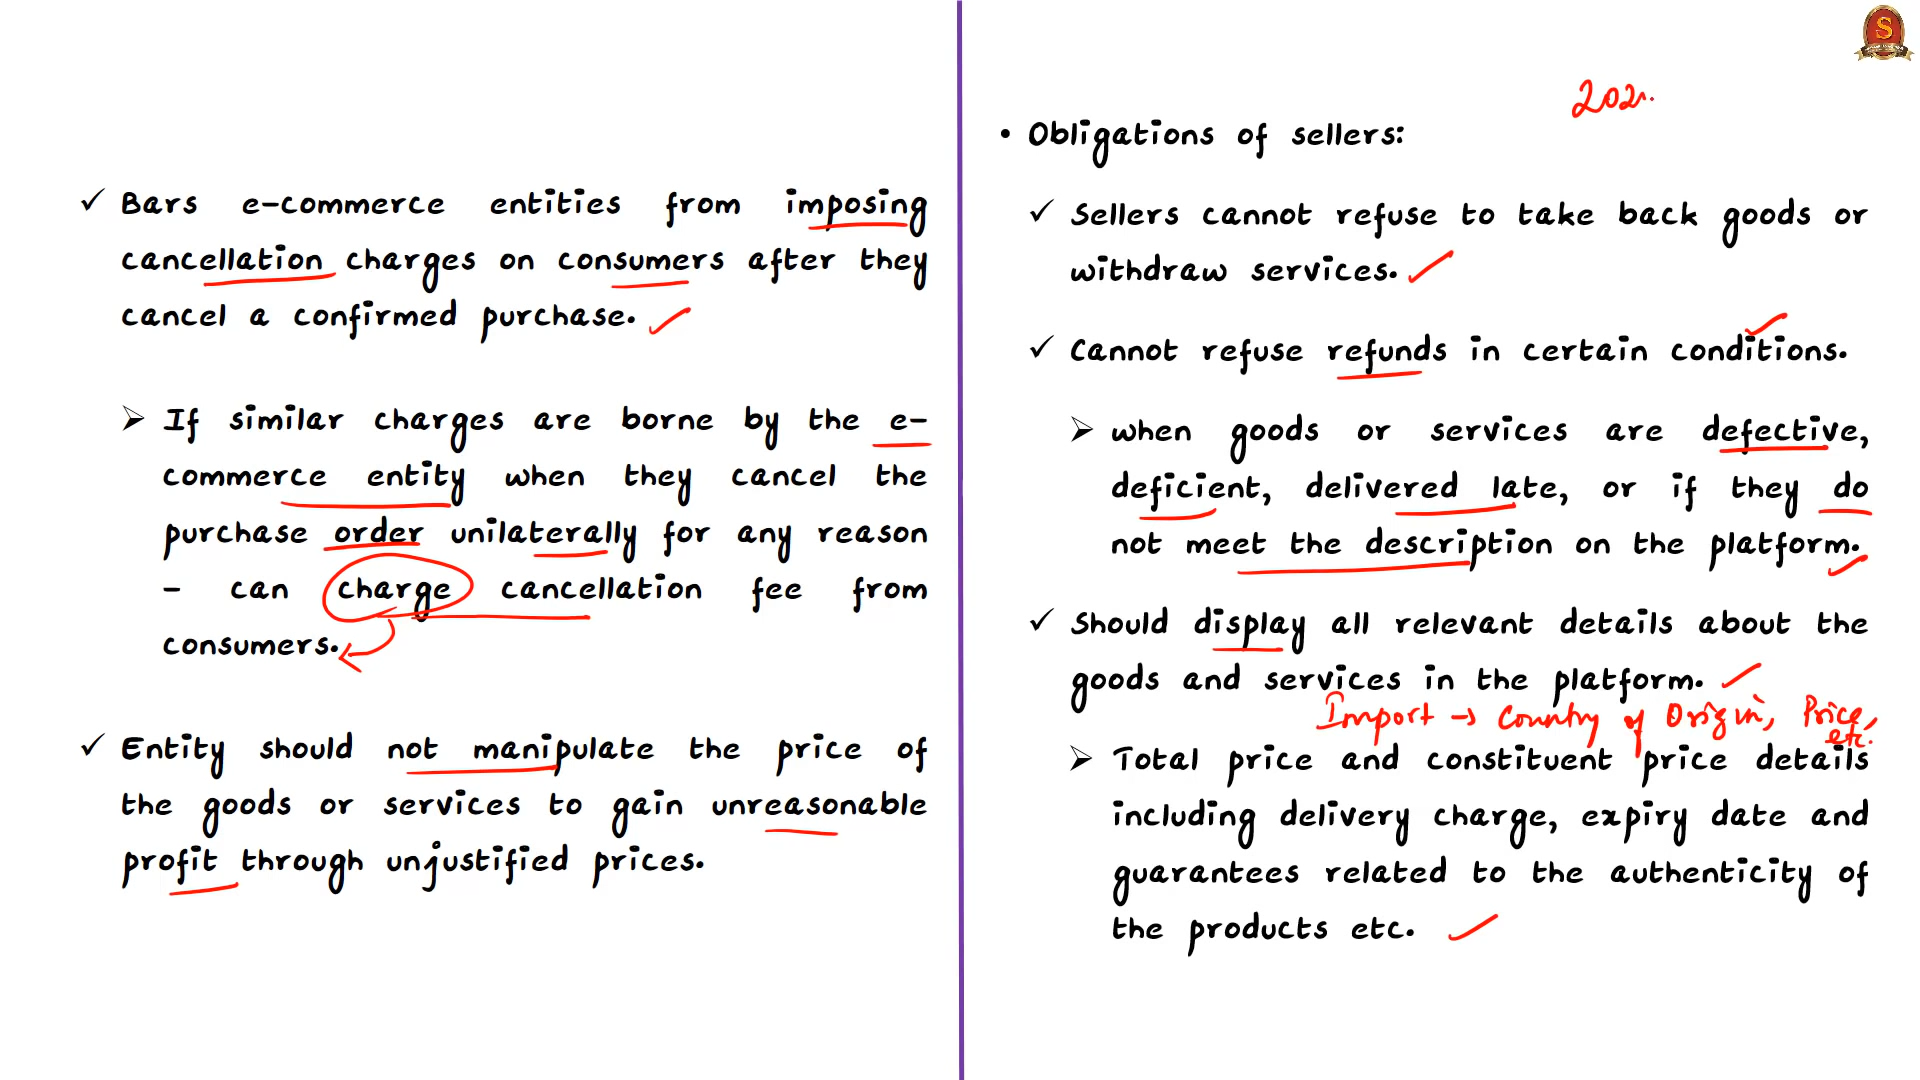 ✓ Bars e-commerce entities from imposing
cancellation charges on consumers after they
cancel a confirmed purchase.
➢ If similar charges are borne by the e-
commerce entity when they cancel the
purchase order unilaterally for any reason
- can charge cancellation fee from
consumers.
✓ Entity should not manipulate the price of
the goods or services to gain unreasonable
profit through unjustified prices.
• Obligations of sellers:
✓ Sellers cannot refuse to take back goods or
withdraw services.
✓ Cannot refuse refunds in certain conditions.
➢ when goods or services are defective,
deficient, delivered late, or if they do
not meet the description on the platform.
✓ Should display all relevant details about the
goods and services in the platform.
Import → Country of Origin, Price,
etc.
➢ Total price and constituent price details
including delivery charge, expiry date and
guarantees related to the authenticity of
the products etc.
S